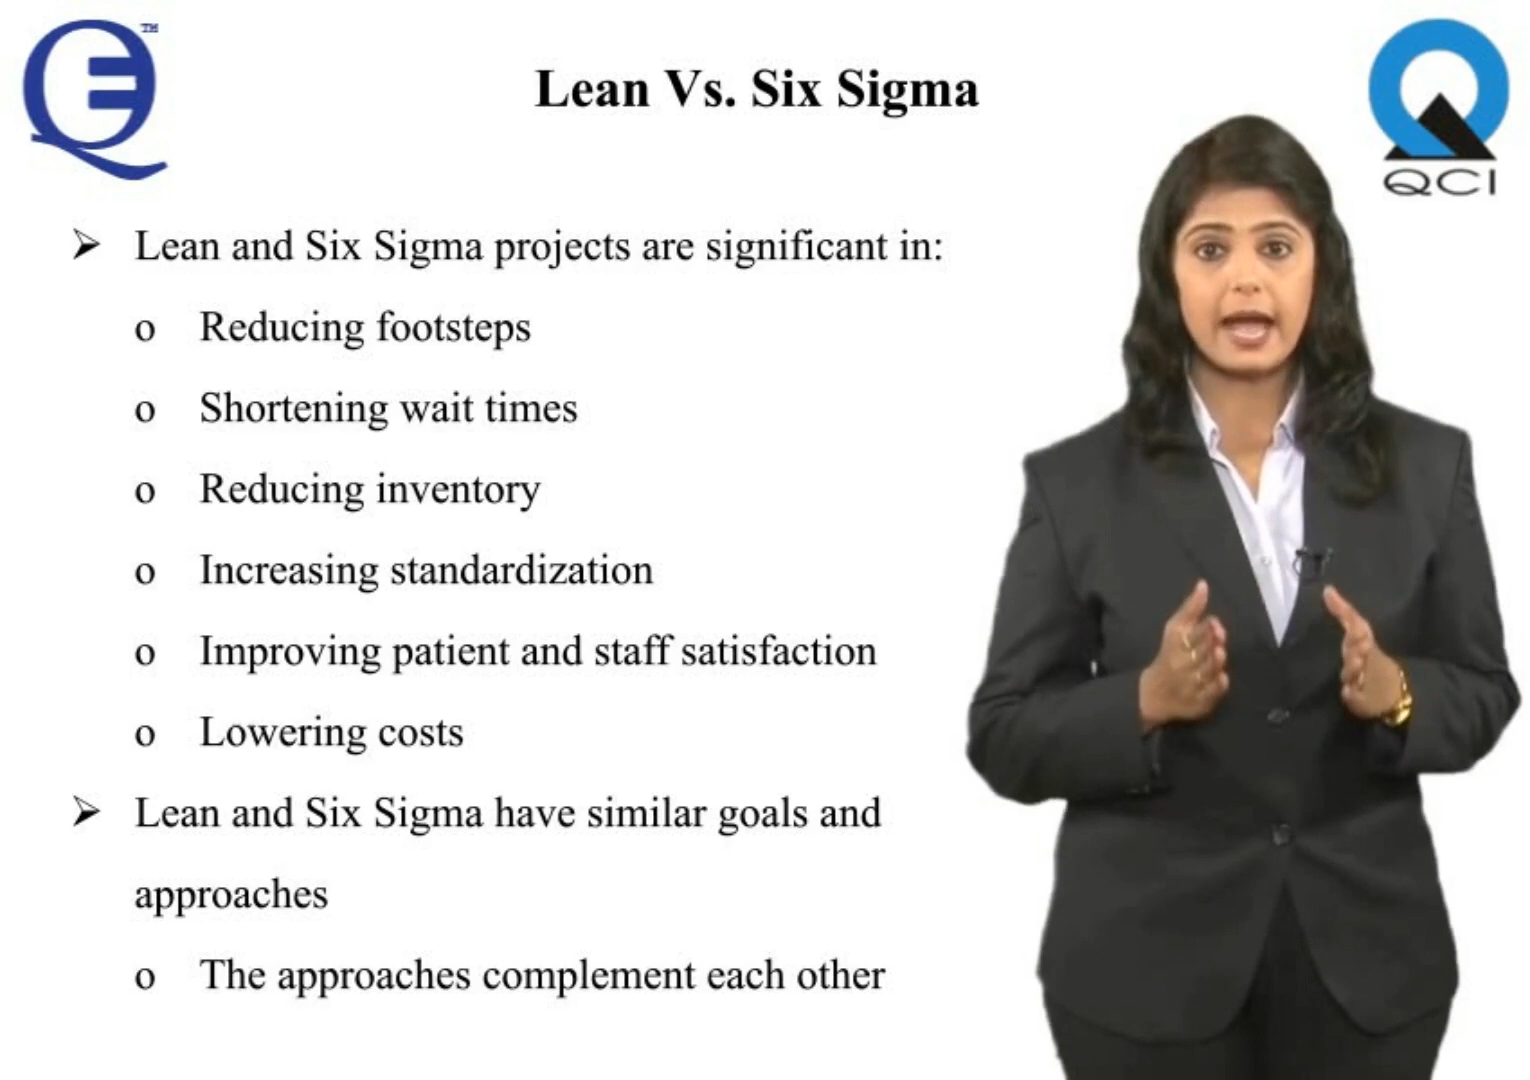 TM
Lean Vs. Six Sigma
QCI
➢ Lean and Six Sigma projects are significant in:
o Reducing footsteps
o Shortening wait times
o Reducing inventory
o Increasing standardization
o Improving patient and staff satisfaction
o Lowering costs
➢ Lean and Six Sigma have similar goals and
approaches
o The approaches complement each other